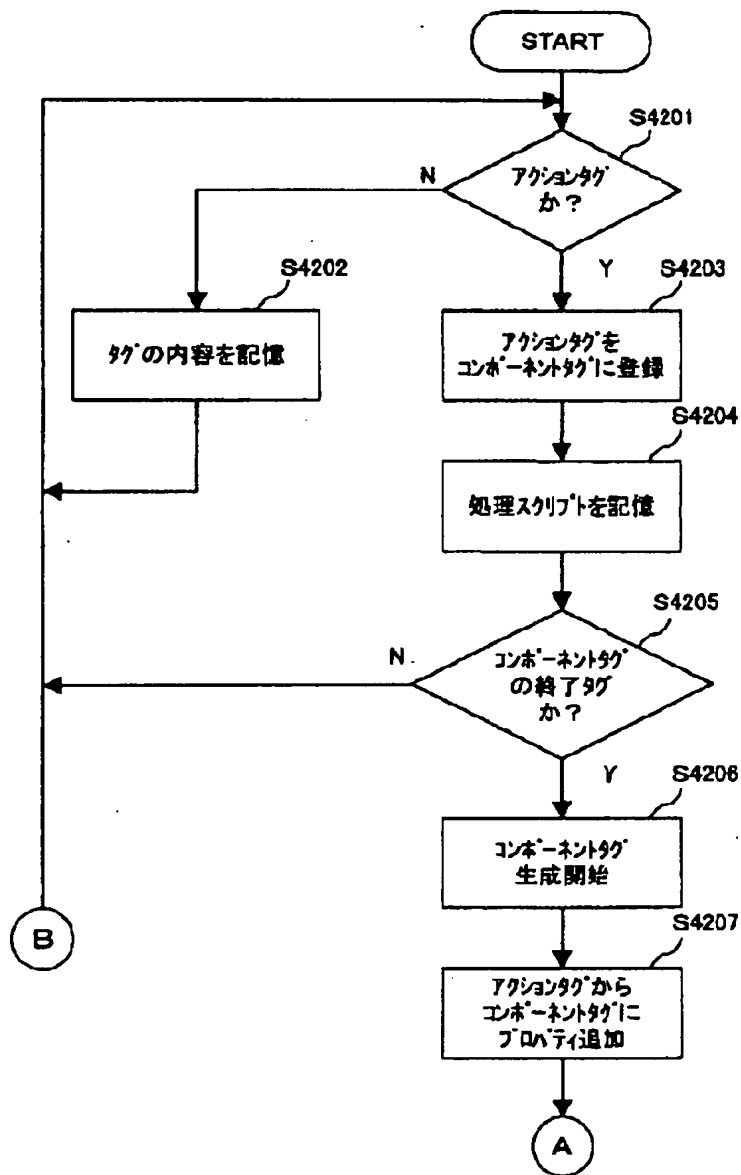 START
S4201
アクションタグ
か？
N
Y
S4202
タグの内容を記憶
S4203
アクションタグを
コンポーネントタグに登録
S4204
処理スクリプトを記憶
S4205
コンポーネントタグ
の終了タグ
か？
N
Y
S4206
コンポーネントタグ
生成開始
B
S4207
アクションタグから
コンポーネントタグに
プロパティ追加
A